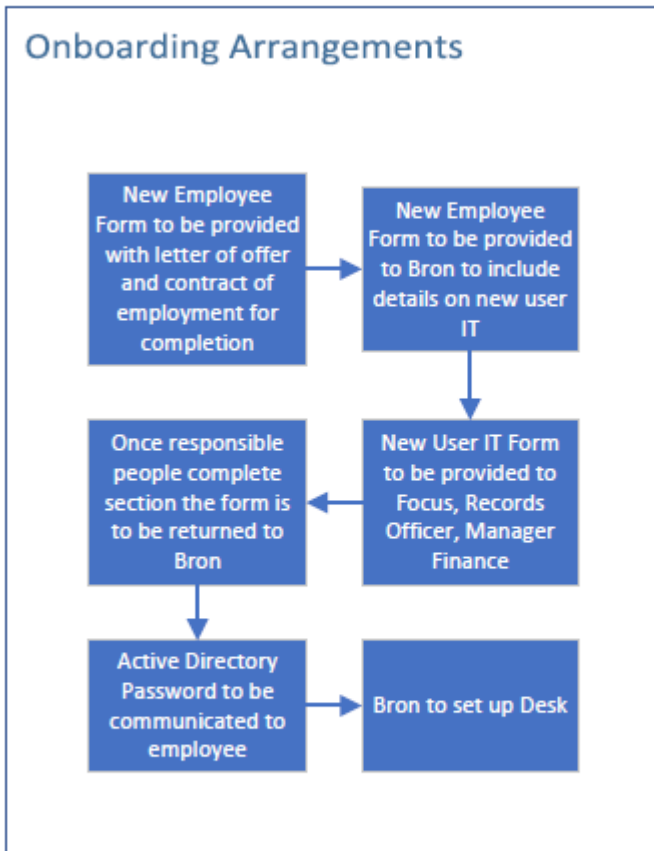 Onboarding Arrangements
New Employee
Form to be provided
with letter of offer
and contract of
employment for
completion
New Employee
Form to be provided
to Bron to include
details on new user
IT
New User IT Form
to be provided to
Focus, Records
Officer, Manager
Finance
Once responsible
people complete
section the form is
to be returned to
Bron
Active Directory
Password to be
communicated to
employee
Bron to set up Desk